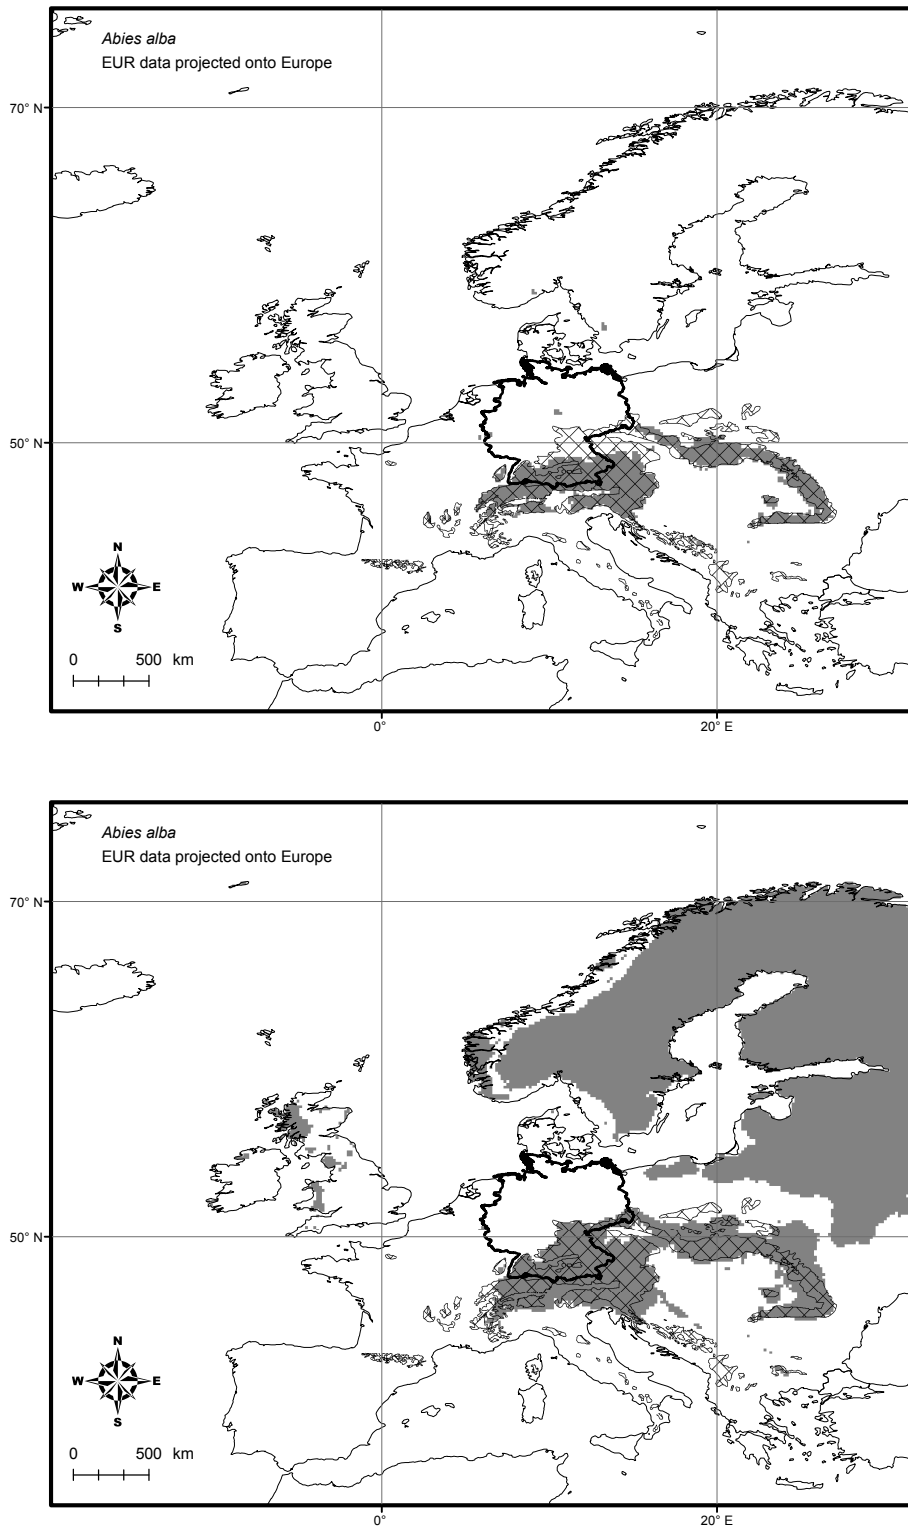 Abies alba
EUR data projected onto Europe
70° N
50° N
N
W E
S
0 500 km
0° 20° E
Abies alba
EUR data projected onto Europe
70° N
50° N
N
W E
S
0 500 km
0° 20° E